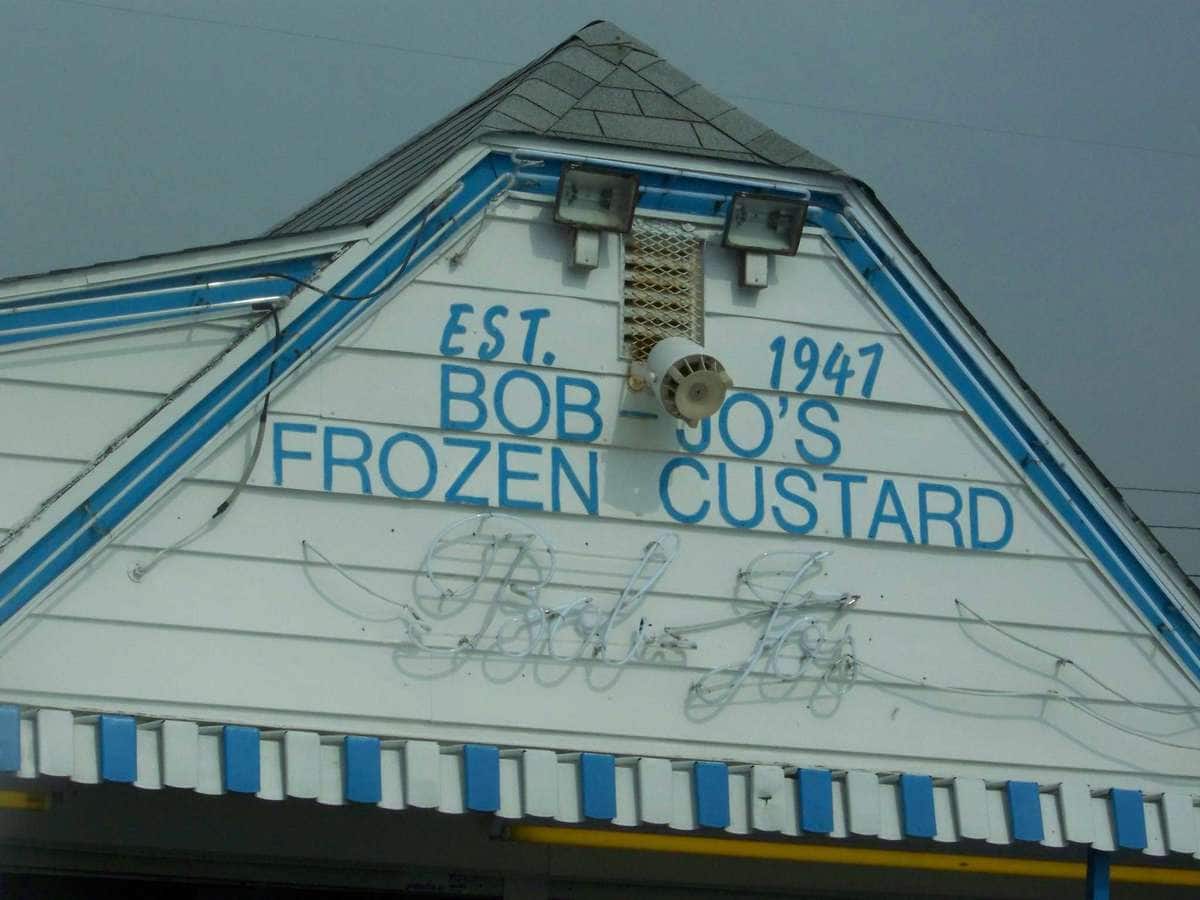 EST. 1947
BOB-JO'S
FROZEN CUSTARD
Bob-Jo